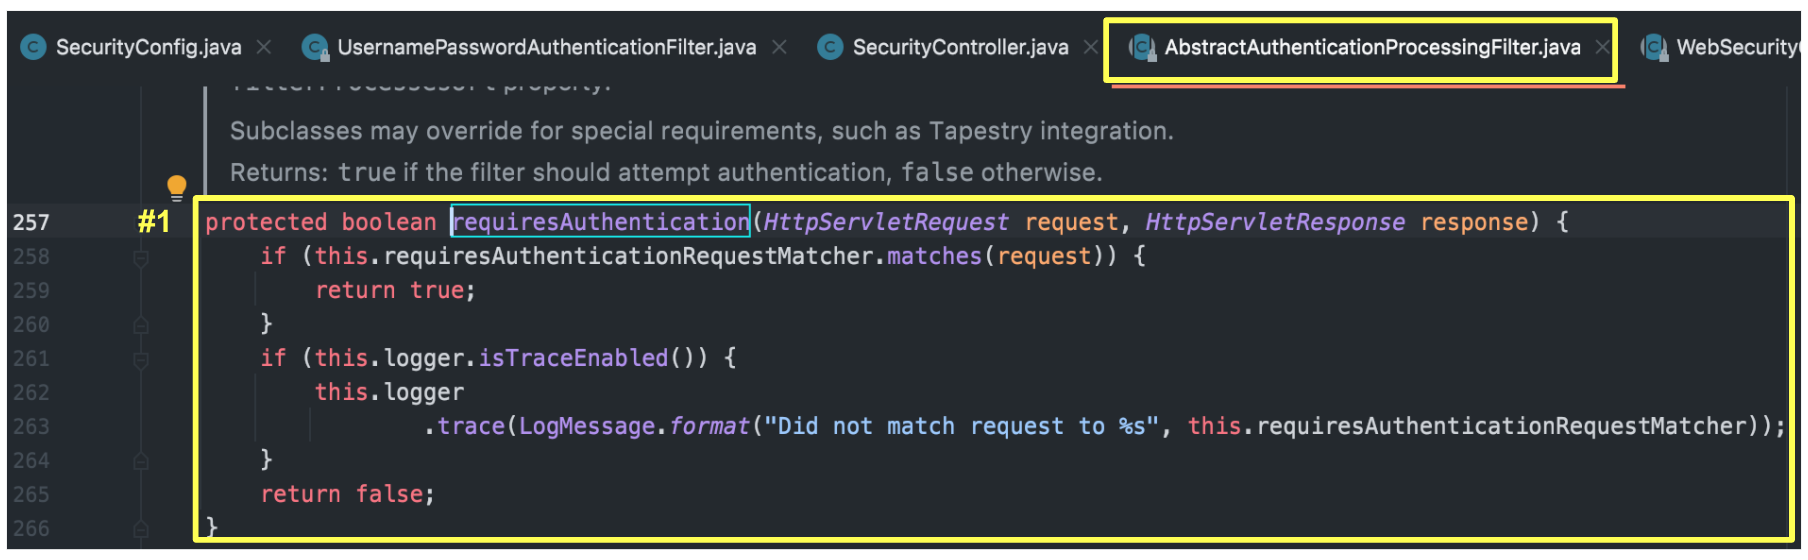 SecurityConfig.java
UsernamePasswordAuthenticationFilter.java
SecurityController.java
AbstractAuthenticationProcessingFilter.java
WebSecurity
filterProcessesUrl property.
Subclasses may override for special requirements, such as Tapestry integration.
Returns: true if the filter should attempt authentication, false otherwise.
257 #1 protected boolean requiresAuthentication(HttpServletRequest request, HttpServletResponse response) {
258 if (this.requiresAuthenticationRequestMatcher.matches(request)) {
259 return true;
260 }
261 if (this.logger.isTraceEnabled()) {
262 this.logger
263 .trace(LogMessage.format("Did not match request to %s", this.requiresAuthenticationRequestMatcher));
264 }
265 return false;
266 }